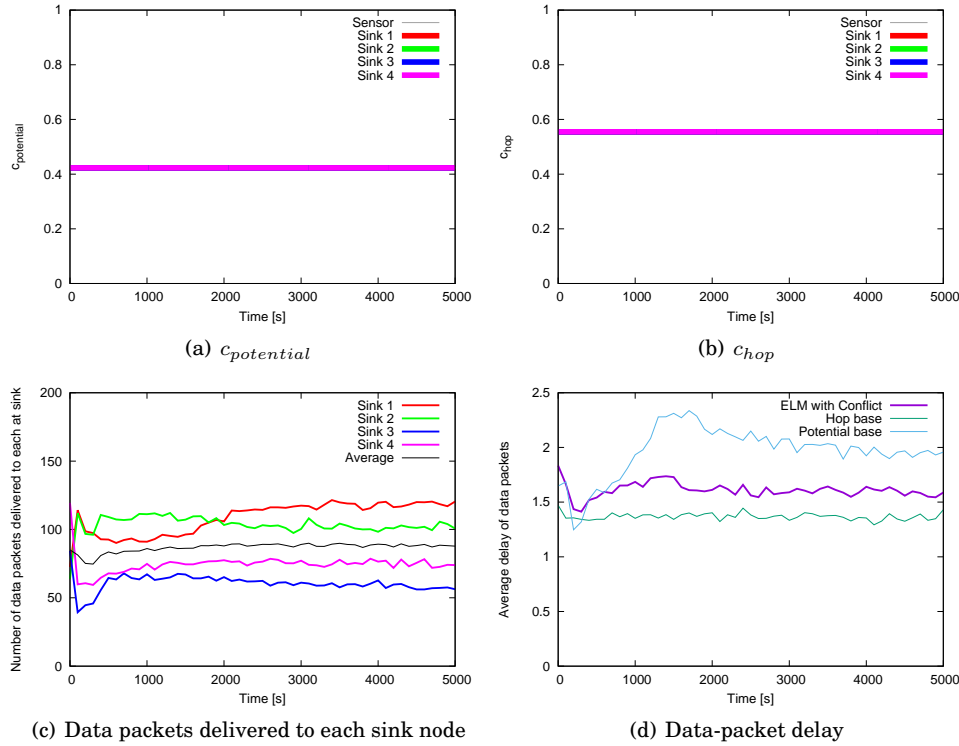 1
0.8
0.6
0.4
0.2
0
c_potential
0 1000 2000 3000 4000 5000
Time [s]
Sensor
Sink 1
Sink 2
Sink 3
Sink 4
(a) c_potential
1
0.8
0.6
0.4
0.2
0
c_hop
0 1000 2000 3000 4000 5000
Time [s]
Sensor
Sink 1
Sink 2
Sink 3
Sink 4
(b) c_hop
200
150
100
50
0
Number of data packets delivered to each at sink
0 1000 2000 3000 4000 5000
Time [s]
Sink 1
Sink 2
Sink 3
Sink 4
Average
(c) Data packets delivered to each sink node
2.5
2
1.5
1
0.5
0
Average delay of data packets
0 1000 2000 3000 4000 5000
Time [s]
ELM with Conflict
Hop base
Potential base
(d) Data-packet delay